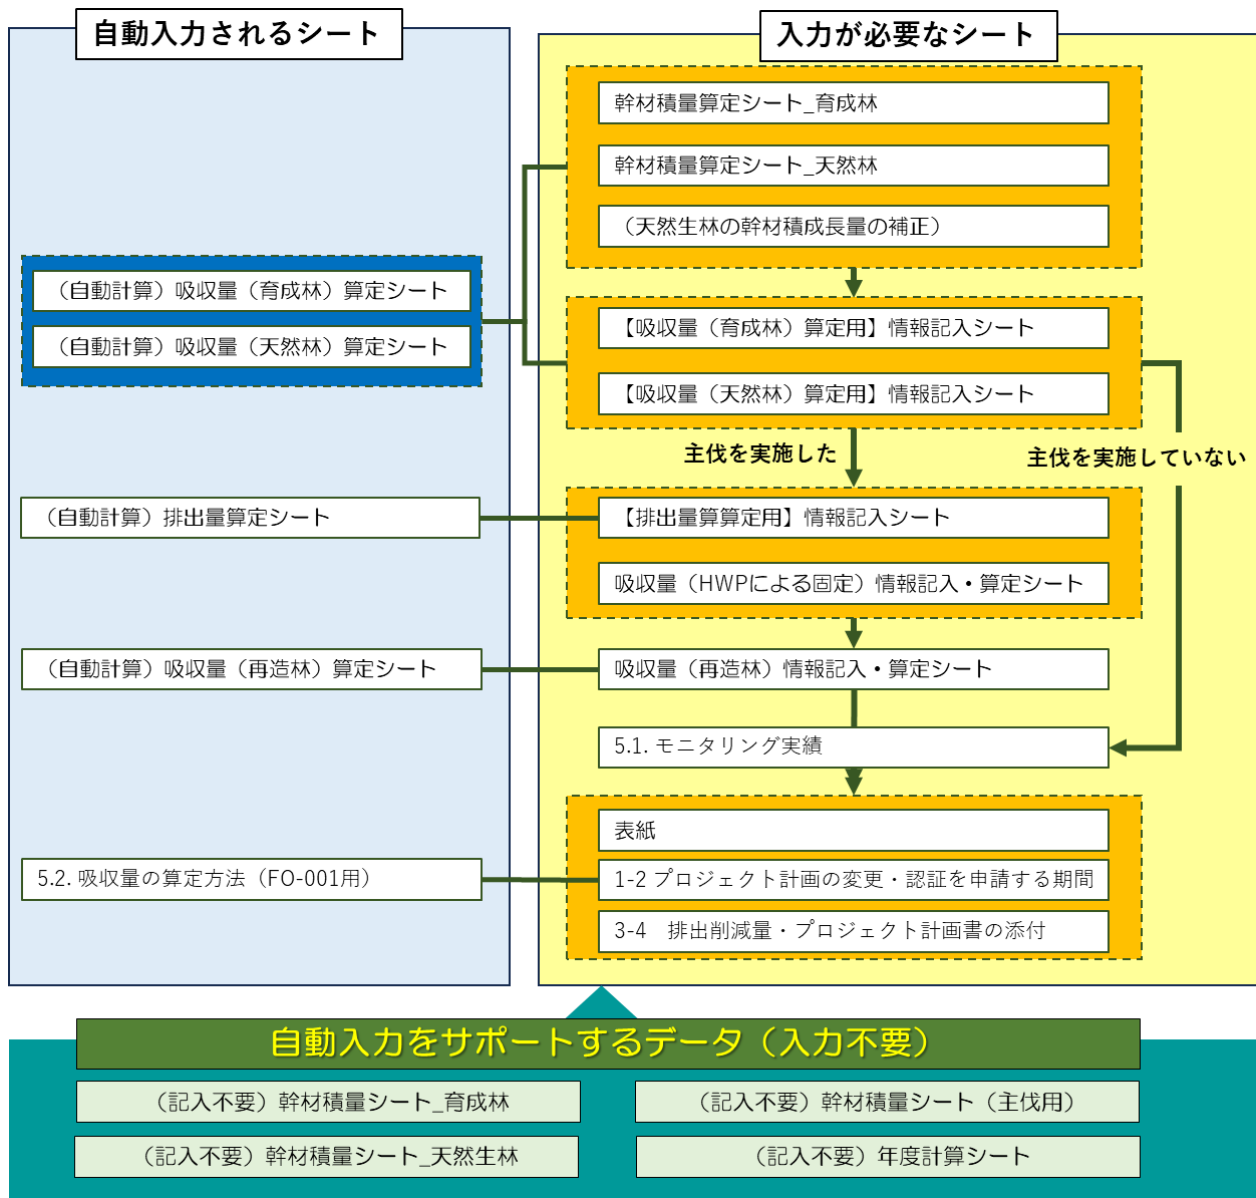 自動入力されるシート
入力が必要なシート
幹材積量算定シート_育成林
幹材積量算定シート_天然林
（天然生林の幹材積成長量の補正）
（自動計算）吸収量（育成林）算定シート
（自動計算）吸収量（天然林）算定シート
【吸収量（育成林）算定用】情報記入シート
【吸収量（天然林）算定用】情報記入シート
主伐を実施した
主伐を実施していない
（自動計算）排出量算定シート
【排出量算算定用】情報記入シート
吸収量（HWPによる固定）情報記入・算定シート
（自動計算）吸収量（再造林）算定シート
吸収量（再造林）情報記入・算定シート
5.1. モニタリング実績
表紙
5.2. 吸収量の算定方法（FO-001用）
1-2 プロジェクト計画の変更・認証を申請する期間
3-4　排出削減量・プロジェクト計画書の添付
自動入力をサポートするデータ（入力不要）
（記入不要）幹材積量シート_育成林
（記入不要）幹材積量シート（主伐用）
（記入不要）幹材積量シート_天然生林
（記入不要）年度計算シート